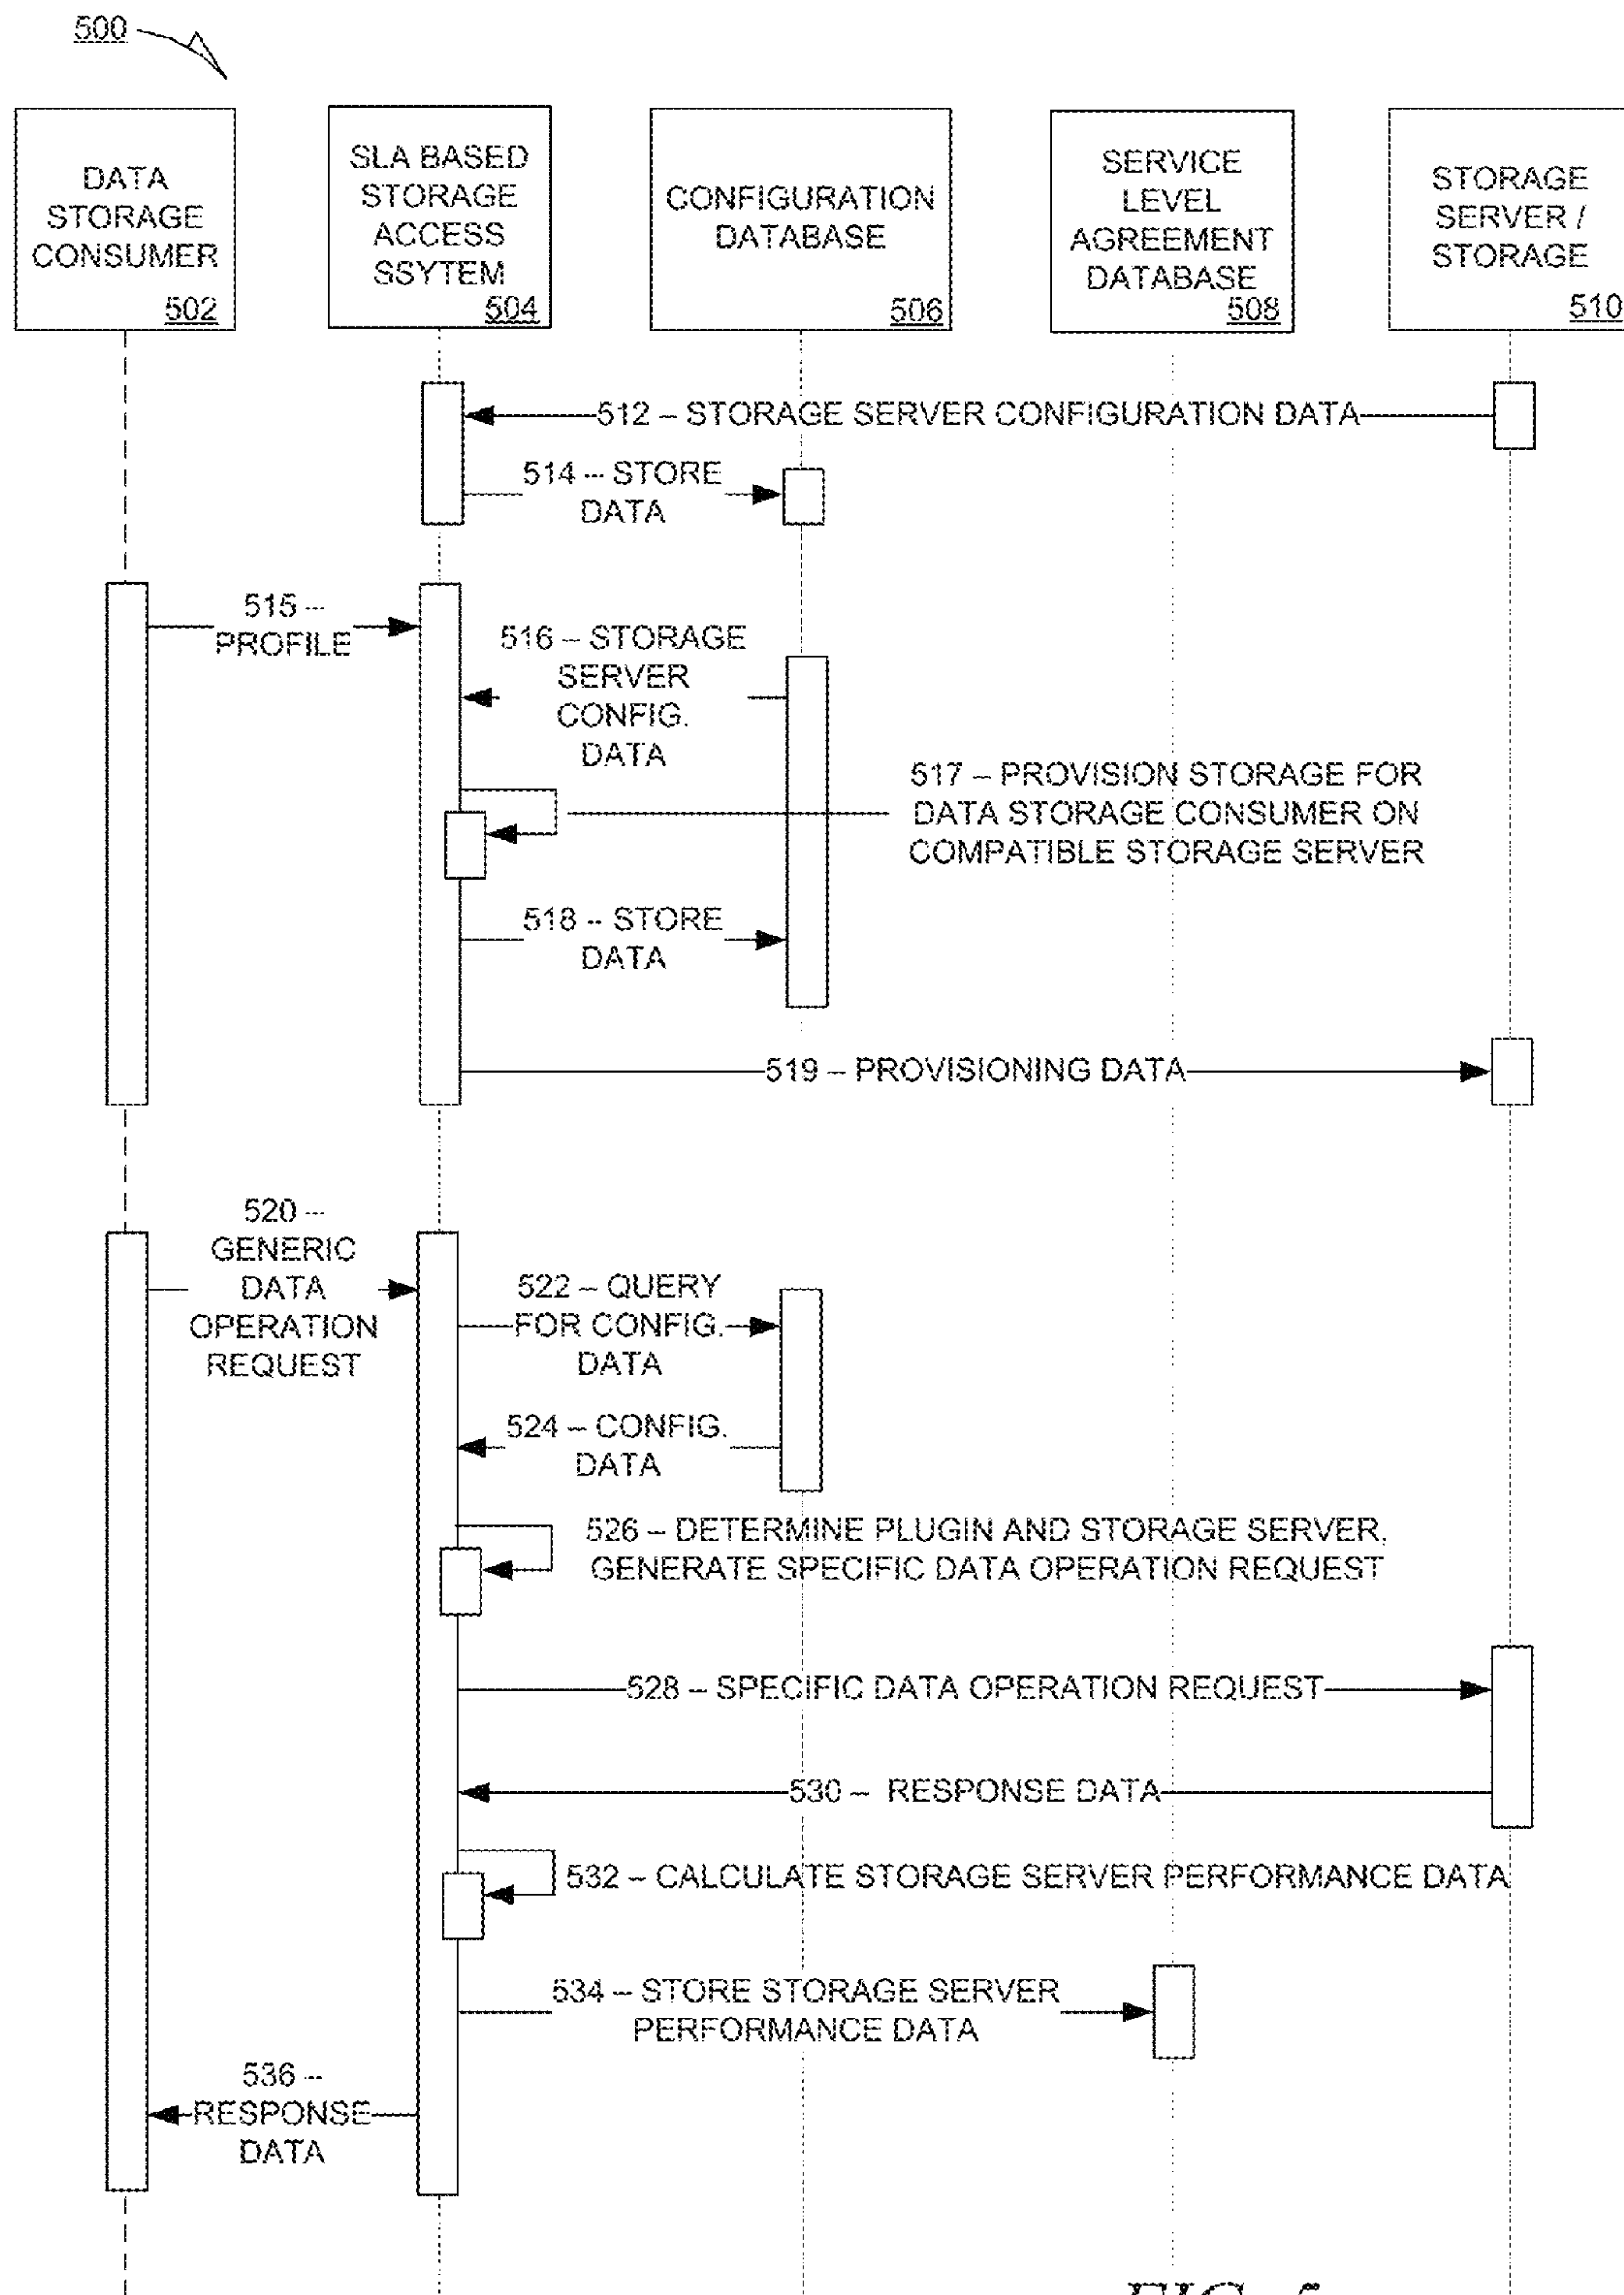 500
DATA
STORAGE
CONSUMER
502
SLA BASED
STORAGE
ACCESS
SSYTEM
504
CONFIGURATION
DATABASE
506
SERVICE
LEVEL
AGREEMENT
DATABASE
508
STORAGE
SERVER /
STORAGE
510
512 – STORAGE SERVER CONFIGURATION DATA
514 -- STORE
DATA
515 --
PROFILE
516 – STORAGE
SERVER
CONFIG.
DATA
517 – PROVISION STORAGE FOR
DATA STORAGE CONSUMER ON
COMPATIBLE STORAGE SERVER
518 -- STORE
DATA
519 – PROVISIONING DATA
520 --
GENERIC
DATA
OPERATION
REQUEST
522 – QUERY
FOR CONFIG.
DATA
524 – CONFIG.
DATA
526 – DETERMINE PLUGIN AND STORAGE SERVER.
GENERATE SPECIFIC DATA OPERATION REQUEST
528 – SPECIFIC DATA OPERATION REQUEST
530 – RESPONSE DATA
532 – CALCULATE STORAGE SERVER PERFORMANCE DATA
534 – STORE STORAGE SERVER
PERFORMANCE DATA
536 --
RESPONSE
DATA